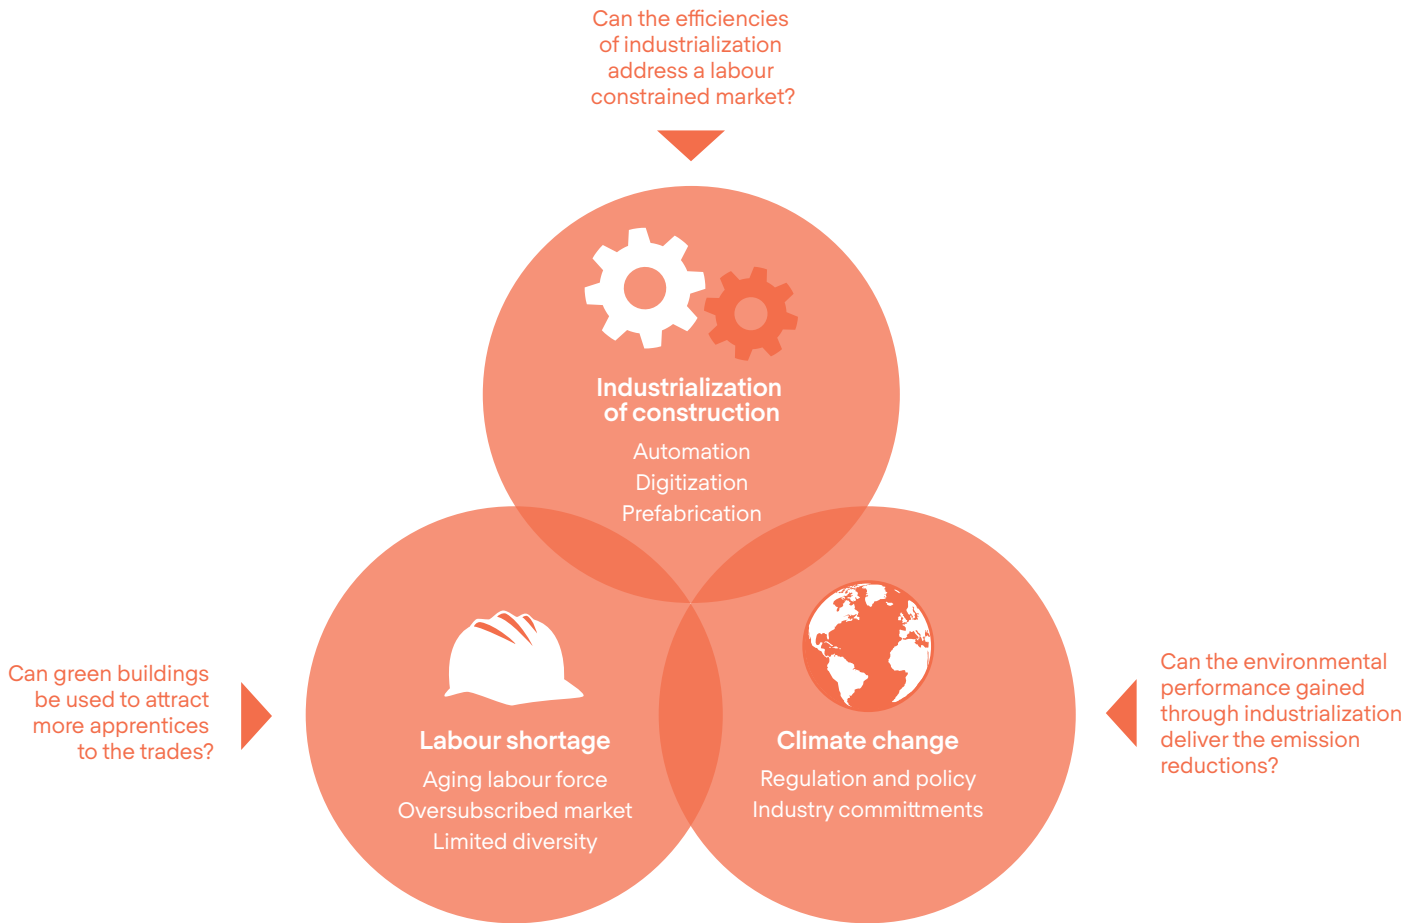 Can the efficiencies
of industrialization
address a labour
constrained market?
Industrialization
of construction
Automation
Digitization
Prefabrication
Can green buildings
be used to attract
more apprentices
to the trades?
Labour shortage
Aging labour force
Oversubscribed market
Limited diversity
Climate change
Regulation and policy
Industry committments
Can the environmental
performance gained
through industrialization
deliver the emission
reductions?